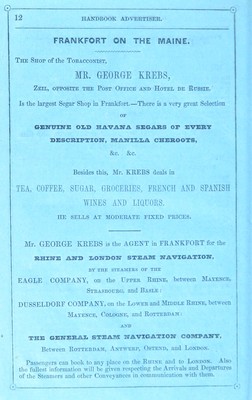 12 HANDBOOK ADVERTISER.
FRANKFORT ON THE MAINE.
THE SHOP OF THE TOBACCONIST,
MR. GEORGE KREBS,
ZEIL, OPPOSITE THE POST OFFICE AND HOTEL DE RUSSIE.
Is the largest Segar Shop in Frankfort.—There is a very great Selection
OF
GENUINE OLD HAVANA SEGARS OF EVERY
DESCRIPTION, MANILLA CHEROOTS,
&c. &c.
Besides this, Mr. KREBS deals in
TEA, COFFEE, SUGAR, GROCERIES, FRENCH AND SPANISH
WINES AND LIQUORS.
HE SELLS AT MODERATE FIXED PRICES.
Mr. GEORGE KREBS is the AGENT in FRANKFORT for the
RHINE AND LONDON STEAM NAVIGATION,
BY THE STEAMERS OF THE
EAGLE COMPANY, on the UPPER RHINE, between MAYENCE,
STRASBOURG, and BASLE:
DUSSELDORF COMPANY, on the LOWER and MIDDLE RHINE, between
MAYENCE, COLOGNE, and ROTTERDAM:
AND
THE GENERAL STEAM NAVIGATION COMPANY,
Between ROTTERDAM, ANTWERP, OSTEND, and LONDON.
Passengers can book to any place on the RHINE and to LONDON. Also
the fullest information will be given respecting the Arrivals and Departures
of the Steamers and other Conveyances in communication with them.